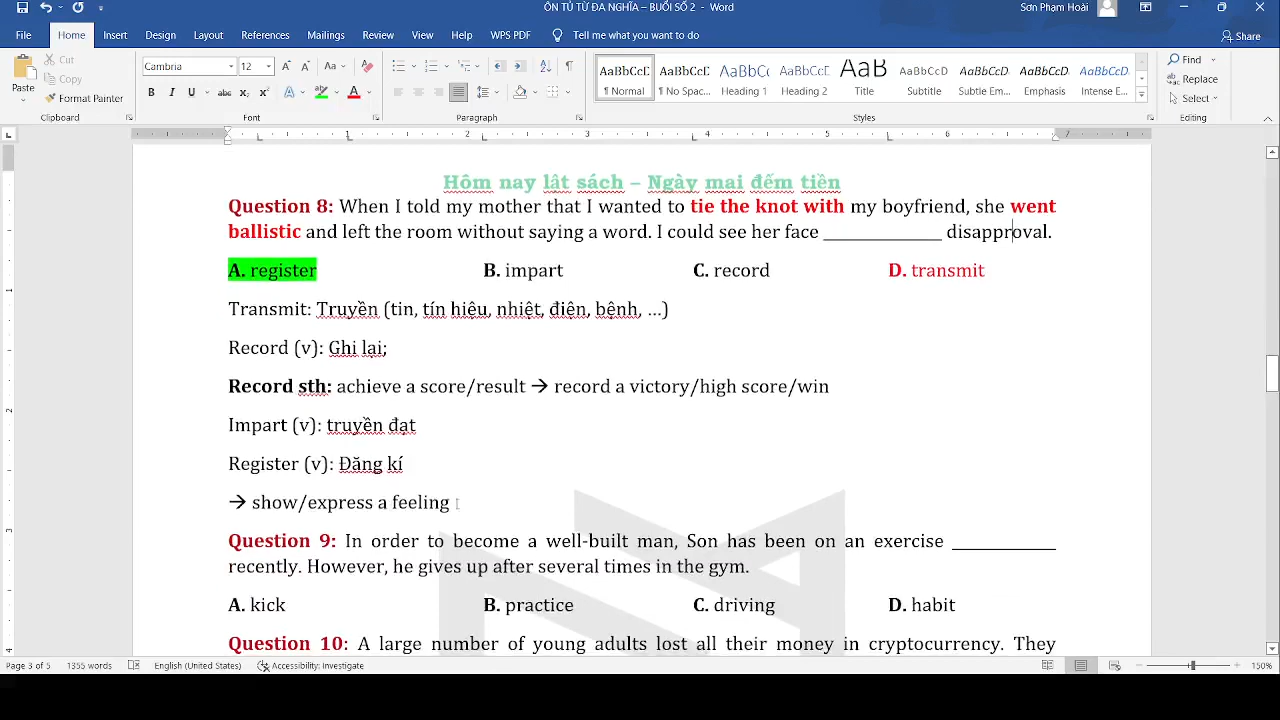 ÔN TỪ ĐA NGHĨA – BUỔI SỐ 2 - Word
Son Pham Hoài
File Home Insert Design Layout References Mailings Review View Help WPS PDF Tell me what you want to do Share
Paste
Cut
Copy
Format Painter
Cambria 12
AaBbCcD AaBbCcD AaBbCc AaBbCc AaB AaBbCcD AaBbCcD AaBbCcD AaBbCcD
¶ Normal ¶ No Spac... Heading 1 Heading 2 Title Subtitle Subtle Em... Emphasis Intense E...
Find
Replace
Select
Clipboard Font Paragraph Styles Editing
Hôm nay lật sách – Ngày mai đếm tiền
Question 8: When I told my mother that I wanted to tie the knot with my boyfriend, she went
ballistic and left the room without saying a word. I could see her face ______________ disapproval.
A. register B. impart C. record D. transmit
Transmit: Truyền (tin, tín hiệu, nhiệt, điện, bệnh, ...)
Record (v): Ghi lại;
Record sth: achieve a score/result → record a victory/high score/win
Impart (v): truyền đạt
Register (v): Đăng kí
→ show/express a feeling
Question 9: In order to become a well-built man, Son has been on an exercise ____________
recently. However, he gives up after several times in the gym.
A. kick B. practice C. driving D. habit
Question 10: A large number of young adults lost all their money in cryptocurrency. They
Page 3 of 5 1355 words English (United States) Accessibility: Investigate 150%